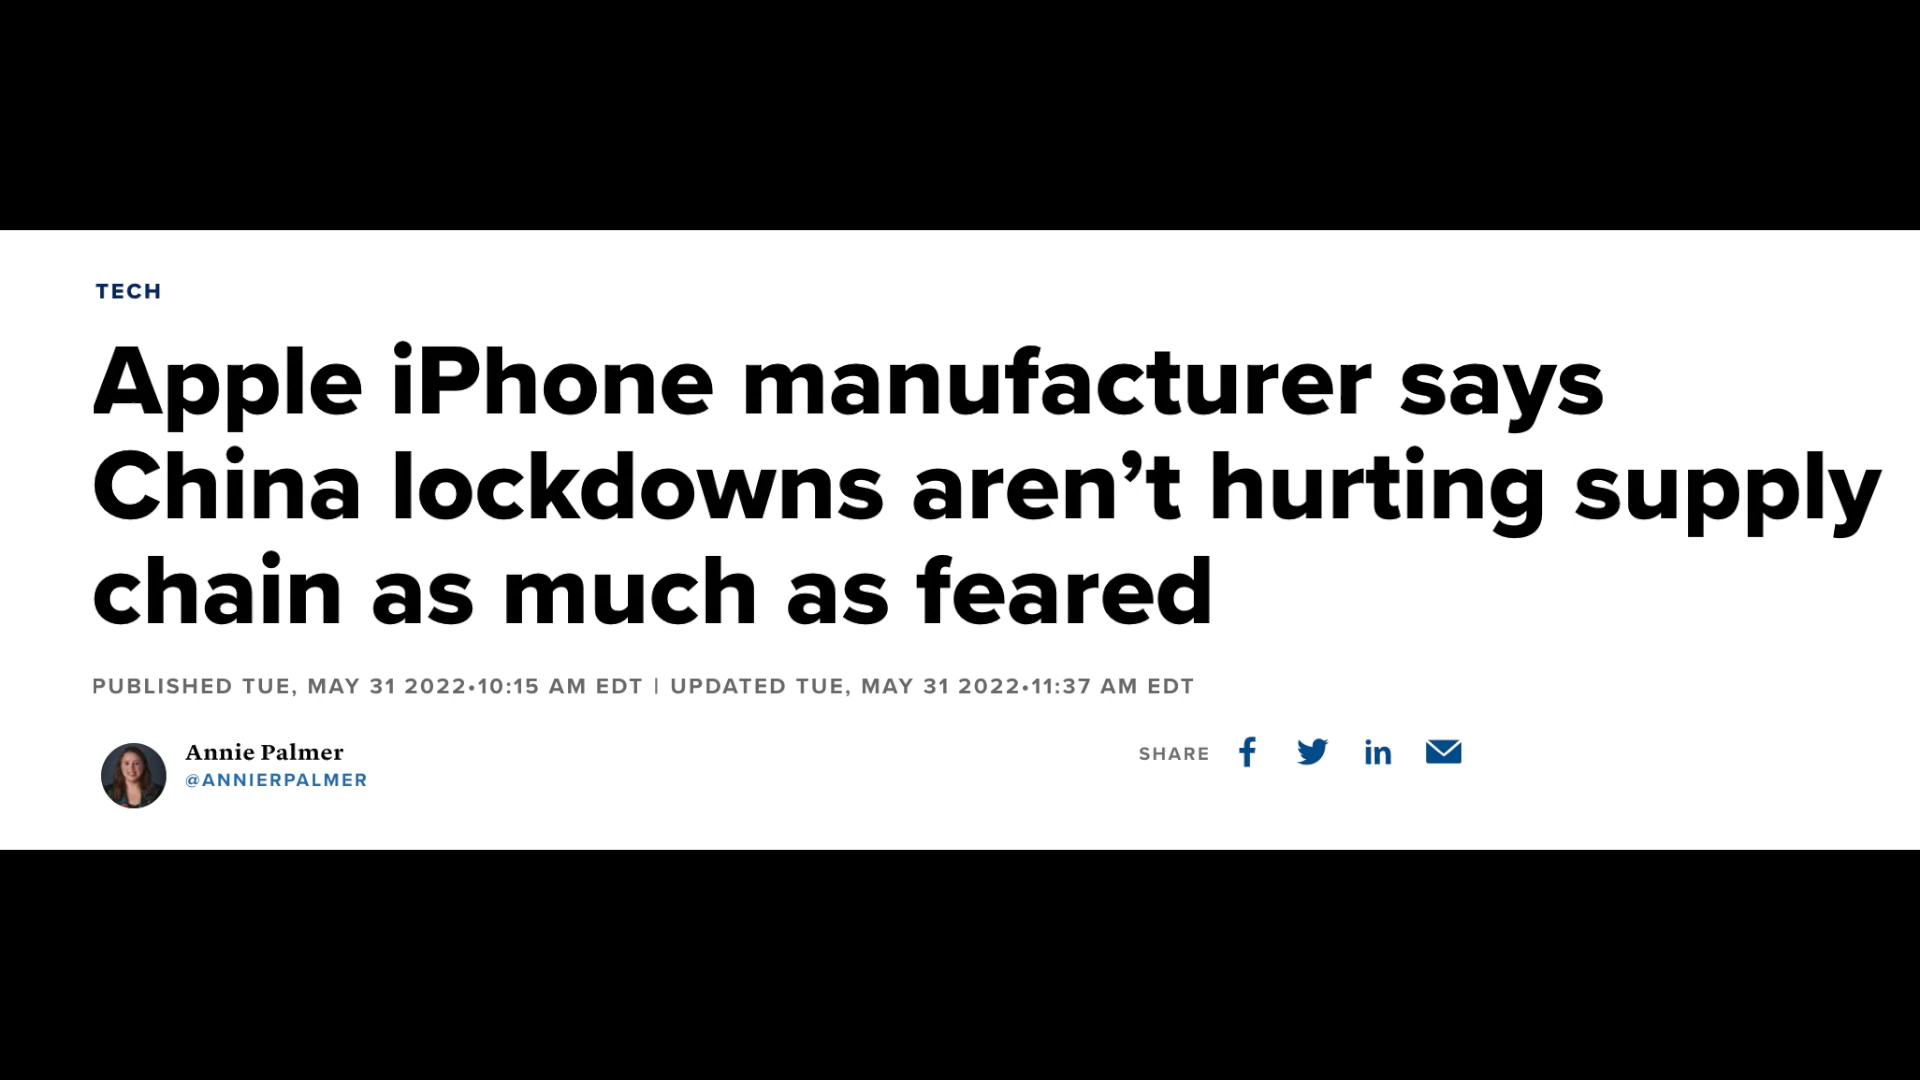 TECH
Apple iPhone manufacturer says
China lockdowns aren’t hurting supply
chain as much as feared
PUBLISHED TUE, MAY 31 2022•10:15 AM EDT | UPDATED TUE, MAY 31 2022•11:37 AM EDT
Annie Palmer
@ANNIERPALMER
SHARE